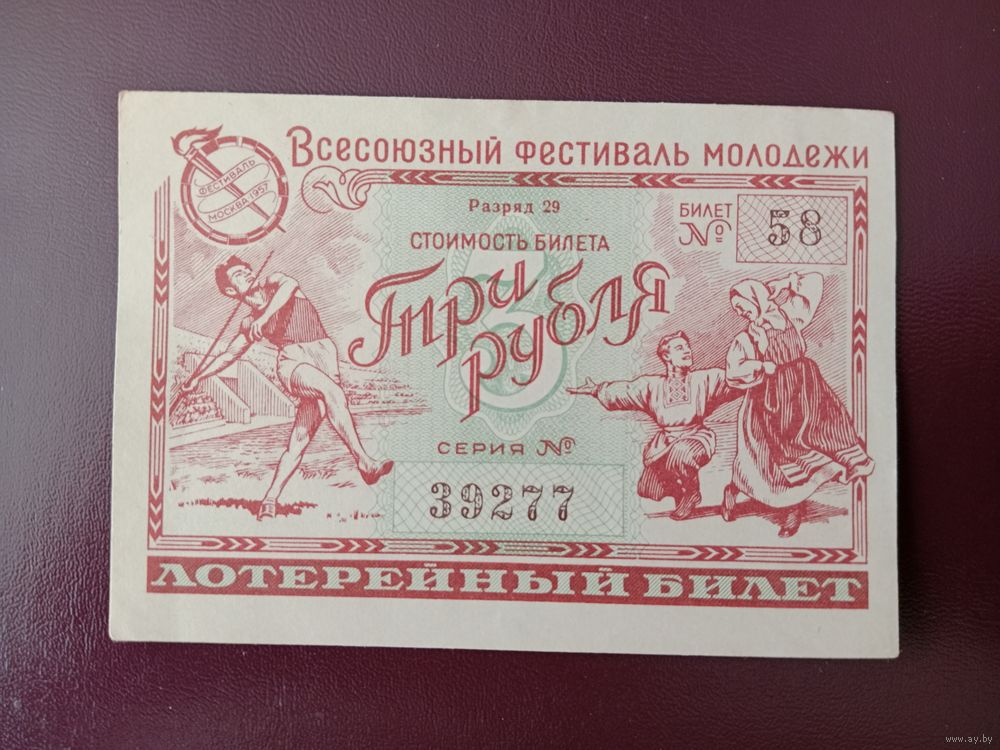 Всесоюзный фестиваль молодежи
ФЕСТИВАЛЬ
МОСКВА 1957
Разряд 29
СТОИМОСТЬ БИЛЕТА
3
Три
рубля
БИЛЕТ
№ 58
СЕРИЯ №
39277
ЛОТЕРЕЙНЫЙ БИЛЕТ
www.ay.by